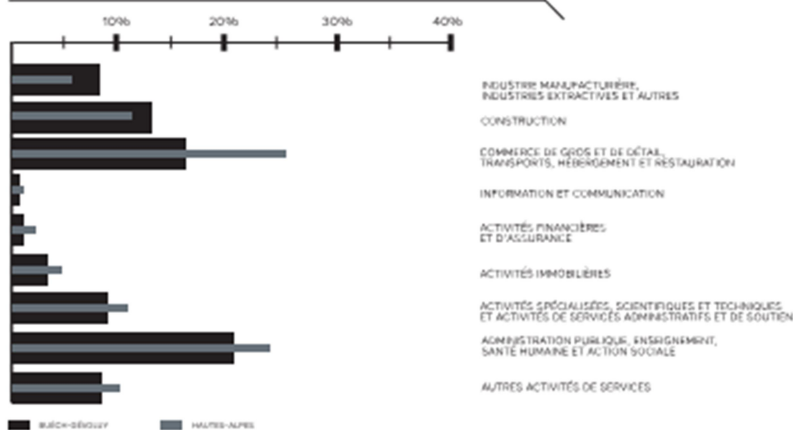 10% 20% 30% 40%
INDUSTRIE MANUFACTURIÈRE,
INDUSTRIES EXTRACTIVES ET AUTRES
CONSTRUCTION
COMMERCE DE GROS ET DE DÉTAIL,
TRANSPORTS, HÉBERGEMENT ET RESTAURATION
INFORMATION ET COMMUNICATION
ACTIVITÉS FINANCIÈRES
ET D'ASSURANCE
ACTIVITÉS IMMOBILIÈRES
ACTIVITÉS SPÉCIALISÉES, SCIENTIFIQUES ET TECHNIQUES
ET ACTIVITÉS DE SERVICES ADMINISTRATIFS ET DE SOUTIEN
ADMINISTRATION PUBLIQUE, ENSEIGNEMENT,
SANTÉ HUMAINE ET ACTION SOCIALE
AUTRES ACTIVITÉS DE SERVICES
BUËCH-DÉVOLUY HAUTES-ALPES